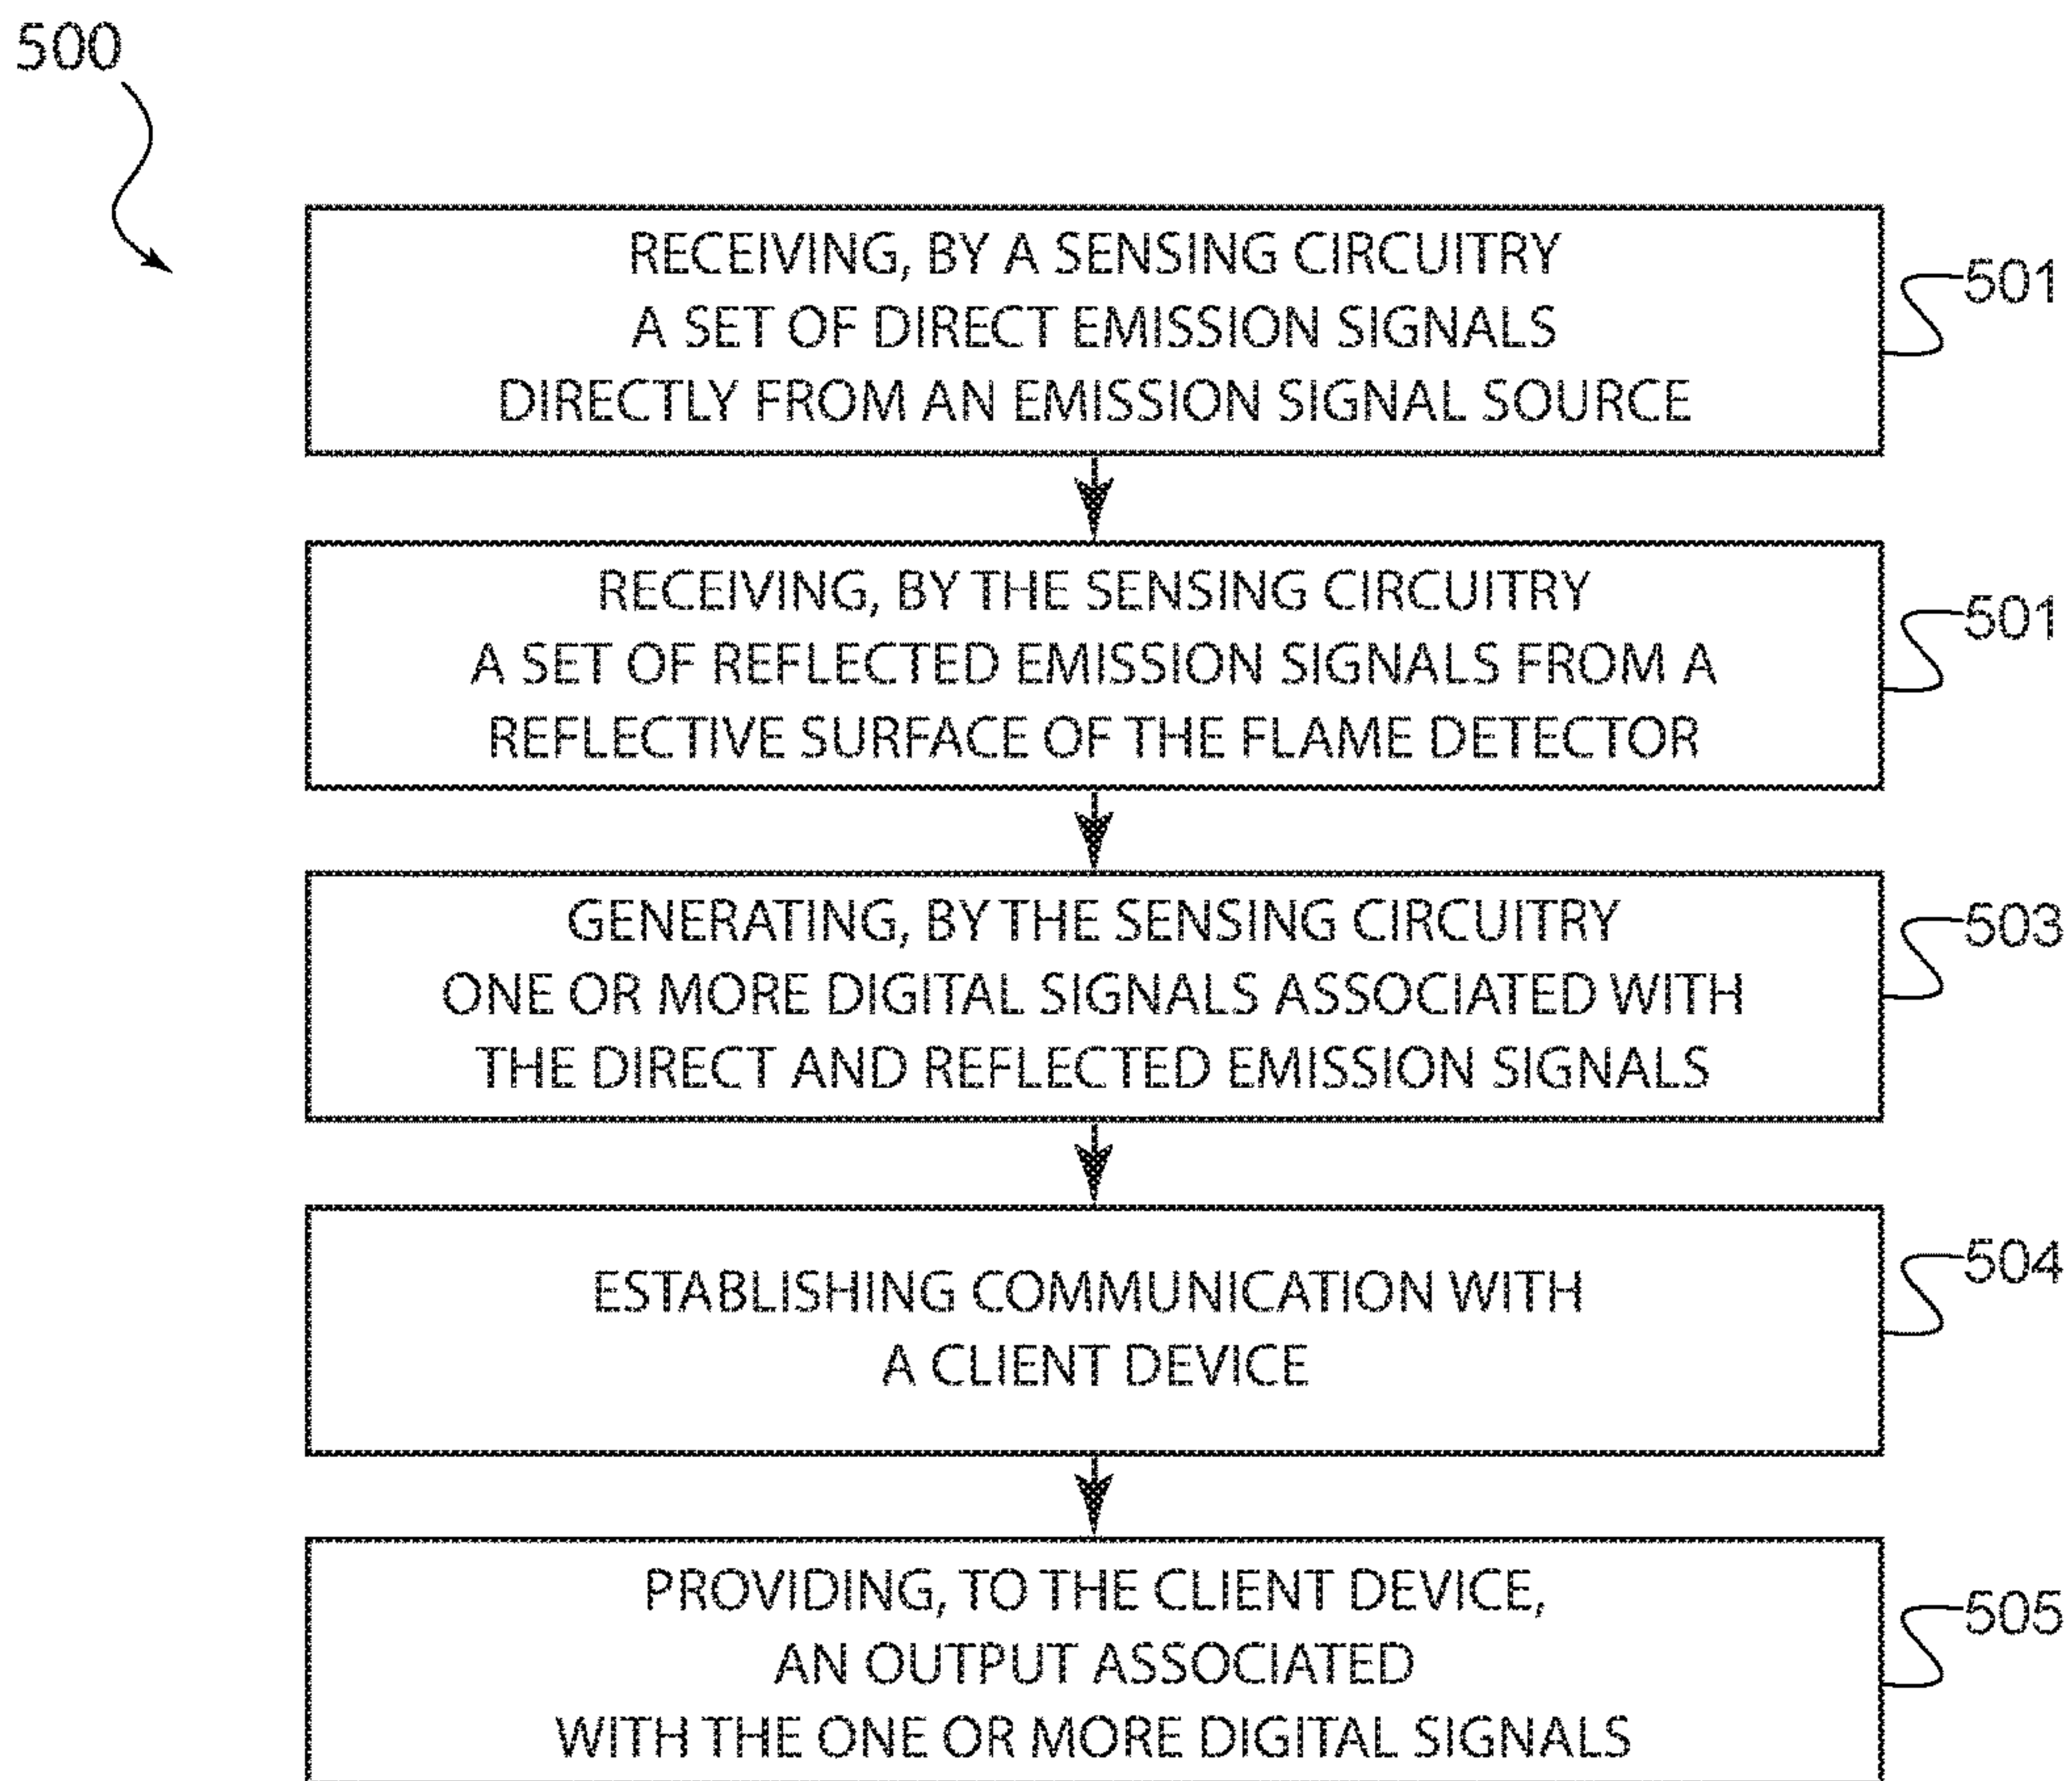 500
RECEIVING, BY A SENSING CIRCUITRY
A SET OF DIRECT EMISSION SIGNALS
DIRECTLY FROM AN EMISSION SIGNAL SOURCE
501
RECEIVING, BY THE SENSING CIRCUITRY
A SET OF REFLECTED EMISSION SIGNALS FROM A
REFLECTIVE SURFACE OF THE FLAME DETECTOR
501
GENERATING, BY THE SENSING CIRCUITRY
ONE OR MORE DIGITAL SIGNALS ASSOCIATED WITH
THE DIRECT AND REFLECTED EMISSION SIGNALS
503
ESTABLISHING COMMUNICATION WITH
A CLIENT DEVICE
504
PROVIDING, TO THE CLIENT DEVICE,
AN OUTPUT ASSOCIATED
WITH THE ONE OR MORE DIGITAL SIGNALS
505